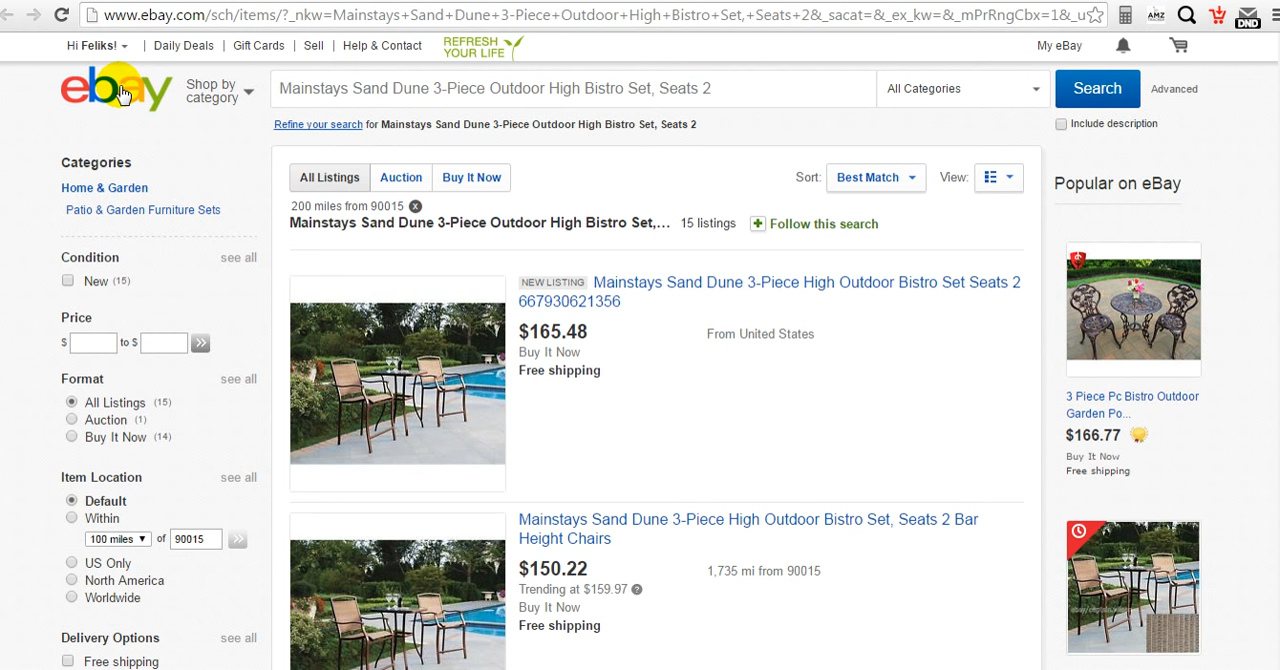 www.ebay.com/sch/items/?_nkw=Mainstays+Sand+Dune+3-Piece+Outdoor+High+Bistro+Set,+Seats+2&_sacat=&_ex_kw=&_mPrRngCbx=1&_u
AMZ
DND
Hi Feliks!
Daily Deals
Gift Cards
Sell
Help & Contact
REFRESH
YOUR LIFE
My eBay
ebay
Shop by
category
Mainstays Sand Dune 3-Piece Outdoor High Bistro Set, Seats 2
All Categories
Search
Advanced
Refine your search for Mainstays Sand Dune 3-Piece Outdoor High Bistro Set, Seats 2
Include description
Categories
Home & Garden
Patio & Garden Furniture Sets
Condition
see all
New (15)
Price
$ to $
Format
see all
All Listings (15)
Auction (1)
Buy It Now (14)
Item Location
see all
Default
Within
100 miles of 90015
US Only
North America
Worldwide
Delivery Options
see all
Free shipping
All Listings
Auction
Buy It Now
Sort: Best Match
View:
200 miles from 90015
Mainstays Sand Dune 3-Piece Outdoor High Bistro Set,...
15 listings
Follow this search
NEW LISTING Mainstays Sand Dune 3-Piece High Outdoor Bistro Set Seats 2
667930621356
$165.48
From United States
Buy It Now
Free shipping
Mainstays Sand Dune 3-Piece High Outdoor Bistro Set, Seats 2 Bar
Height Chairs
$150.22
1,735 mi from 90015
Trending at $159.97
Buy It Now
Free shipping
Popular on eBay
3 Piece Pc Bistro Outdoor
Garden Po...
$166.77
Buy It Now
Free shipping